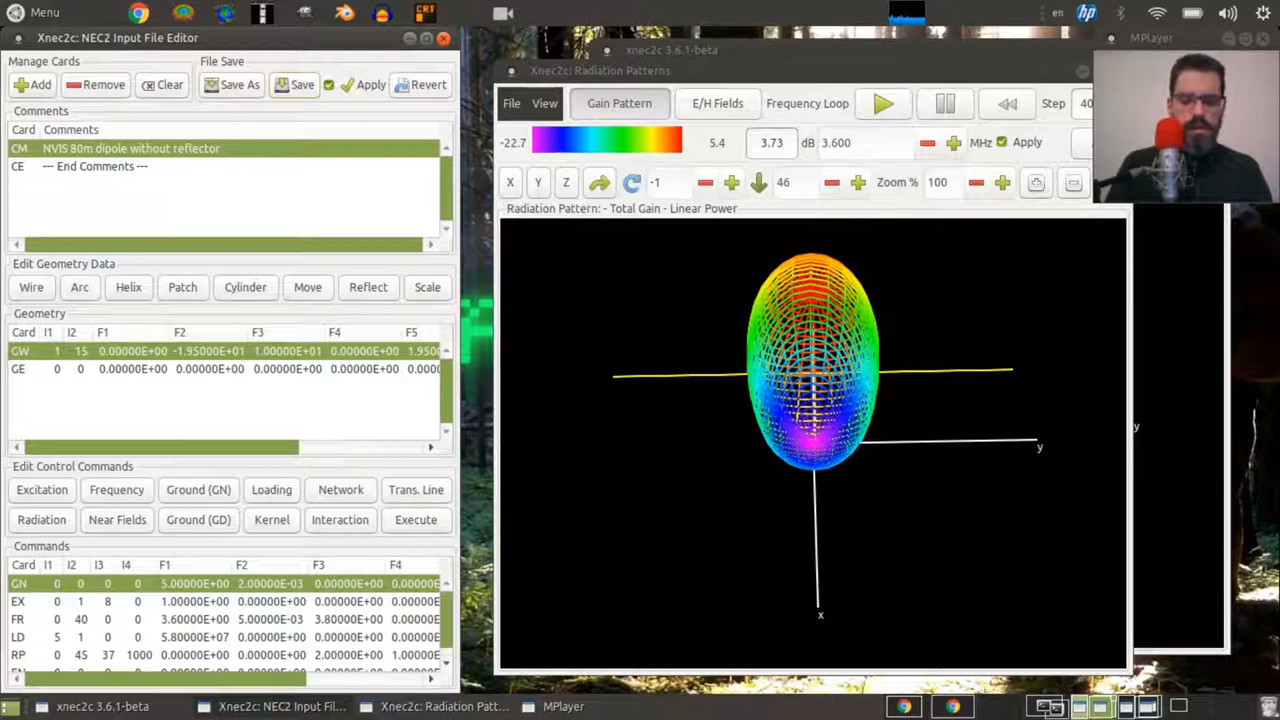 Menu
CRT
en
hp
Xnec2c: NEC2 Input File Editor
Manage Cards
File Save
Add
Remove
Clear
Save As
Save
Apply
Revert
Comments
Card Comments
CM NVIS 80m dipole without reflector
CE --- End Comments ---
Edit Geometry Data
Wire Arc Helix Patch Cylinder Move Reflect Scale
Geometry
Card I1 I2 F1 F2 F3 F4 F5
GW 1 15 0.00000E+00 -1.95000E+01 1.00000E+01 0.00000E+00 1.9500
GE 0 0 0.00000E+00 0.00000E+00 0.00000E+00 0.00000E+00 0.0000
Edit Control Commands
Excitation Frequency Ground (GN) Loading Network Trans. Line
Radiation Near Fields Ground (GD) Kernel Interaction Execute
Commands
Card I1 I2 I3 I4 F1 F2 F3 F4
GN 0 0 0 0 5.00000E+00 2.00000E-03 0.00000E+00 0.00000E
EX 0 1 8 0 1.00000E+00 0.00000E+00 0.00000E+00 0.00000E
FR 0 40 0 0 3.60000E+00 5.00000E-03 3.80000E+00 0.00000E
LD 5 1 0 0 5.80000E+07 0.00000E+00 0.00000E+00 0.00000E
RP 0 45 37 1000 0.00000E+00 0.00000E+00 2.00000E+00 1.00000E
xnec2c 3.6.1-beta
MPlayer
Xnec2c: Radiation Patterns
File View
Gain Pattern
E/H Fields
Frequency Loop
Step 40
-22.7 5.4 3.73 dB 3.600 MHz Apply
X Y Z -1 46 Zoom % 100
Radiation Pattern: - Total Gain - Linear Power
y
x
y
xnec2c 3.6.1-beta
Xnec2c: NEC2 Input Fil...
Xnec2c: Radiation Patt...
MPlayer